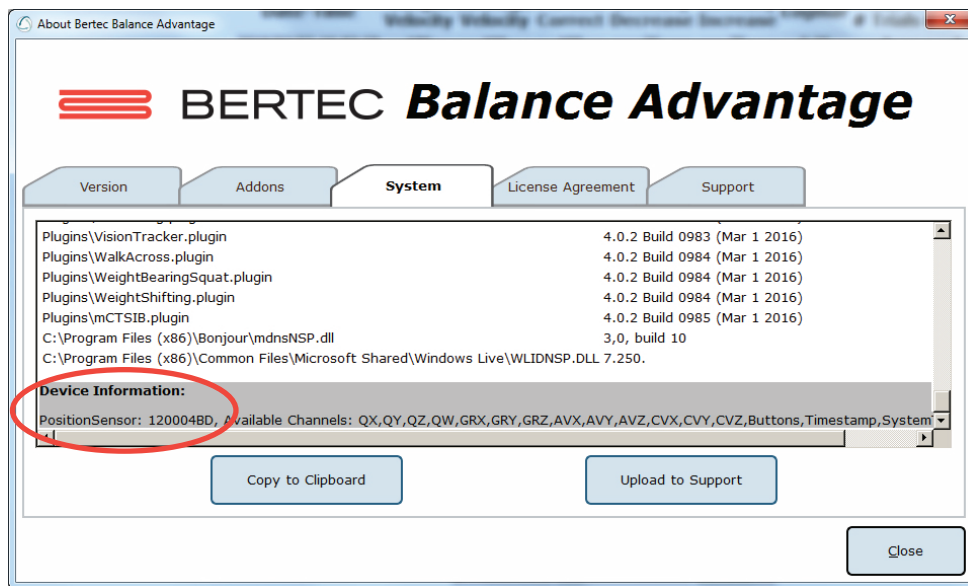 About Bertec Balance Advantage
Velocity Velocity Correct Decrease Increase # Trials
BERTEC Balance Advantage
Version Addons System License Agreement Support
Plugins\VisionTracker.plugin 4.0.2 Build 0983 (Mar 1 2016)
Plugins\WalkAcross.plugin 4.0.2 Build 0984 (Mar 1 2016)
Plugins\WeightBearingSquat.plugin 4.0.2 Build 0984 (Mar 1 2016)
Plugins\WeightShifting.plugin 4.0.2 Build 0984 (Mar 1 2016)
Plugins\mCTSIB.plugin 4.0.2 Build 0985 (Mar 1 2016)
C:\Program Files (x86)\Bonjour\mdnsNSP.dll 3,0, build 10
C:\Program Files (x86)\Common Files\Microsoft Shared\Windows Live\WLIDNSP.DLL 7.250.
Device Information:
PositionSensor: 120004BD, Available Channels: QX,QY,QZ,QW,GRX,GRY,GRZ,AVX,AVY,AVZ,CVX,CVY,CVZ,Buttons,Timestamp,System
Copy to Clipboard Upload to Support
Close